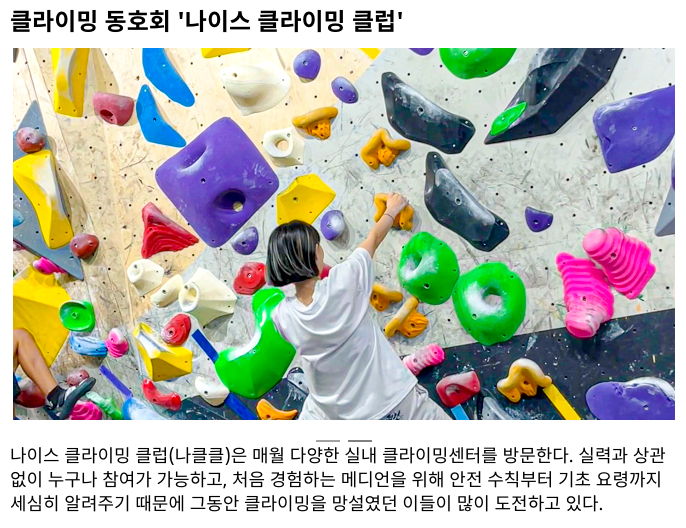 클라이밍 동호회 '나이스 클라이밍 클럽'
나이스 클라이밍 클럽(나클클)은 매월 다양한 실내 클라이밍센터를 방문한다. 실력과 상관
없이 누구나 참여가 가능하고, 처음 경험하는 메디언을 위해 안전 수칙부터 기초 요령까지
세심히 알려주기 때문에 그동안 클라이밍을 망설였던 이들이 많이 도전하고 있다.